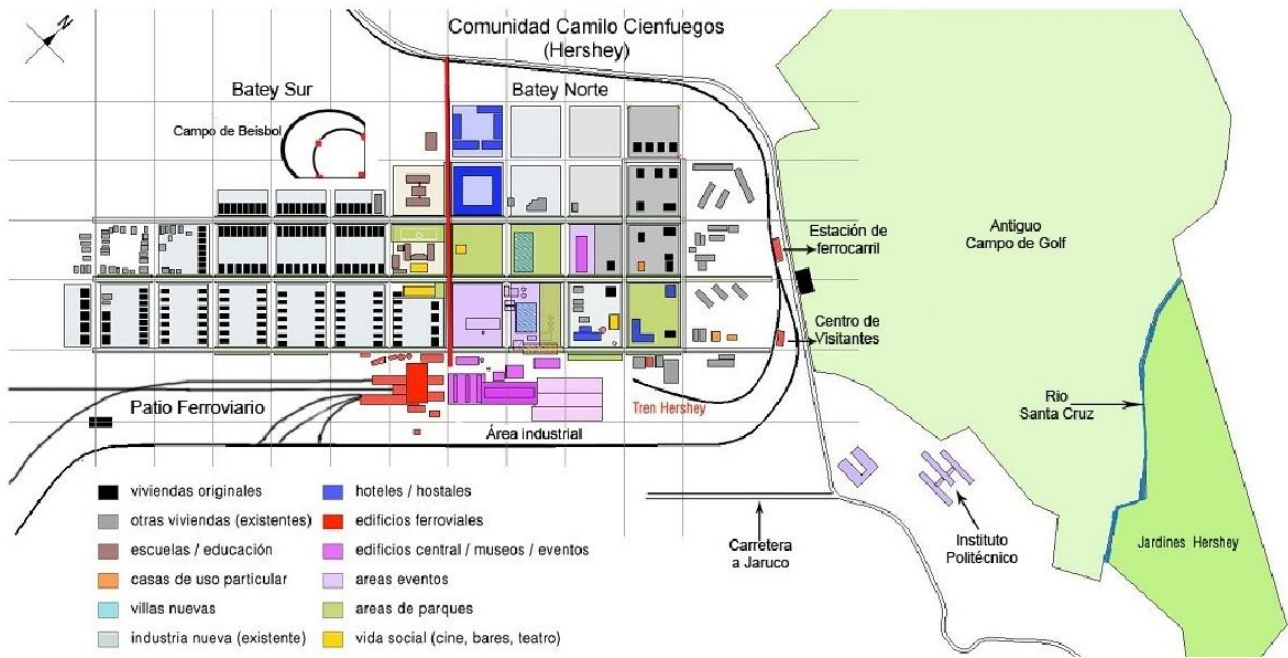 N
Comunidad Camilo Cienfuegos
(Hershey)
Batey Sur
Batey Norte
Campo de Beisbol
Antiguo
Campo de Golf
Estación de
ferrocarril
Centro de
Visitantes
Rio
Santa Cruz
Patio Ferroviario
Tren Hershey
Área industrial
Carretera
a Jaruco
Instituto
Politécnico
Jardines Hershey
viviendas originales
otras viviendas (existentes)
escuelas / educación
casas de uso particular
villas nuevas
industria nueva (existente)
hoteles / hostales
edificios ferroviales
edificios central / museos / eventos
areas eventos
areas de parques
vida social (cine, bares, teatro)